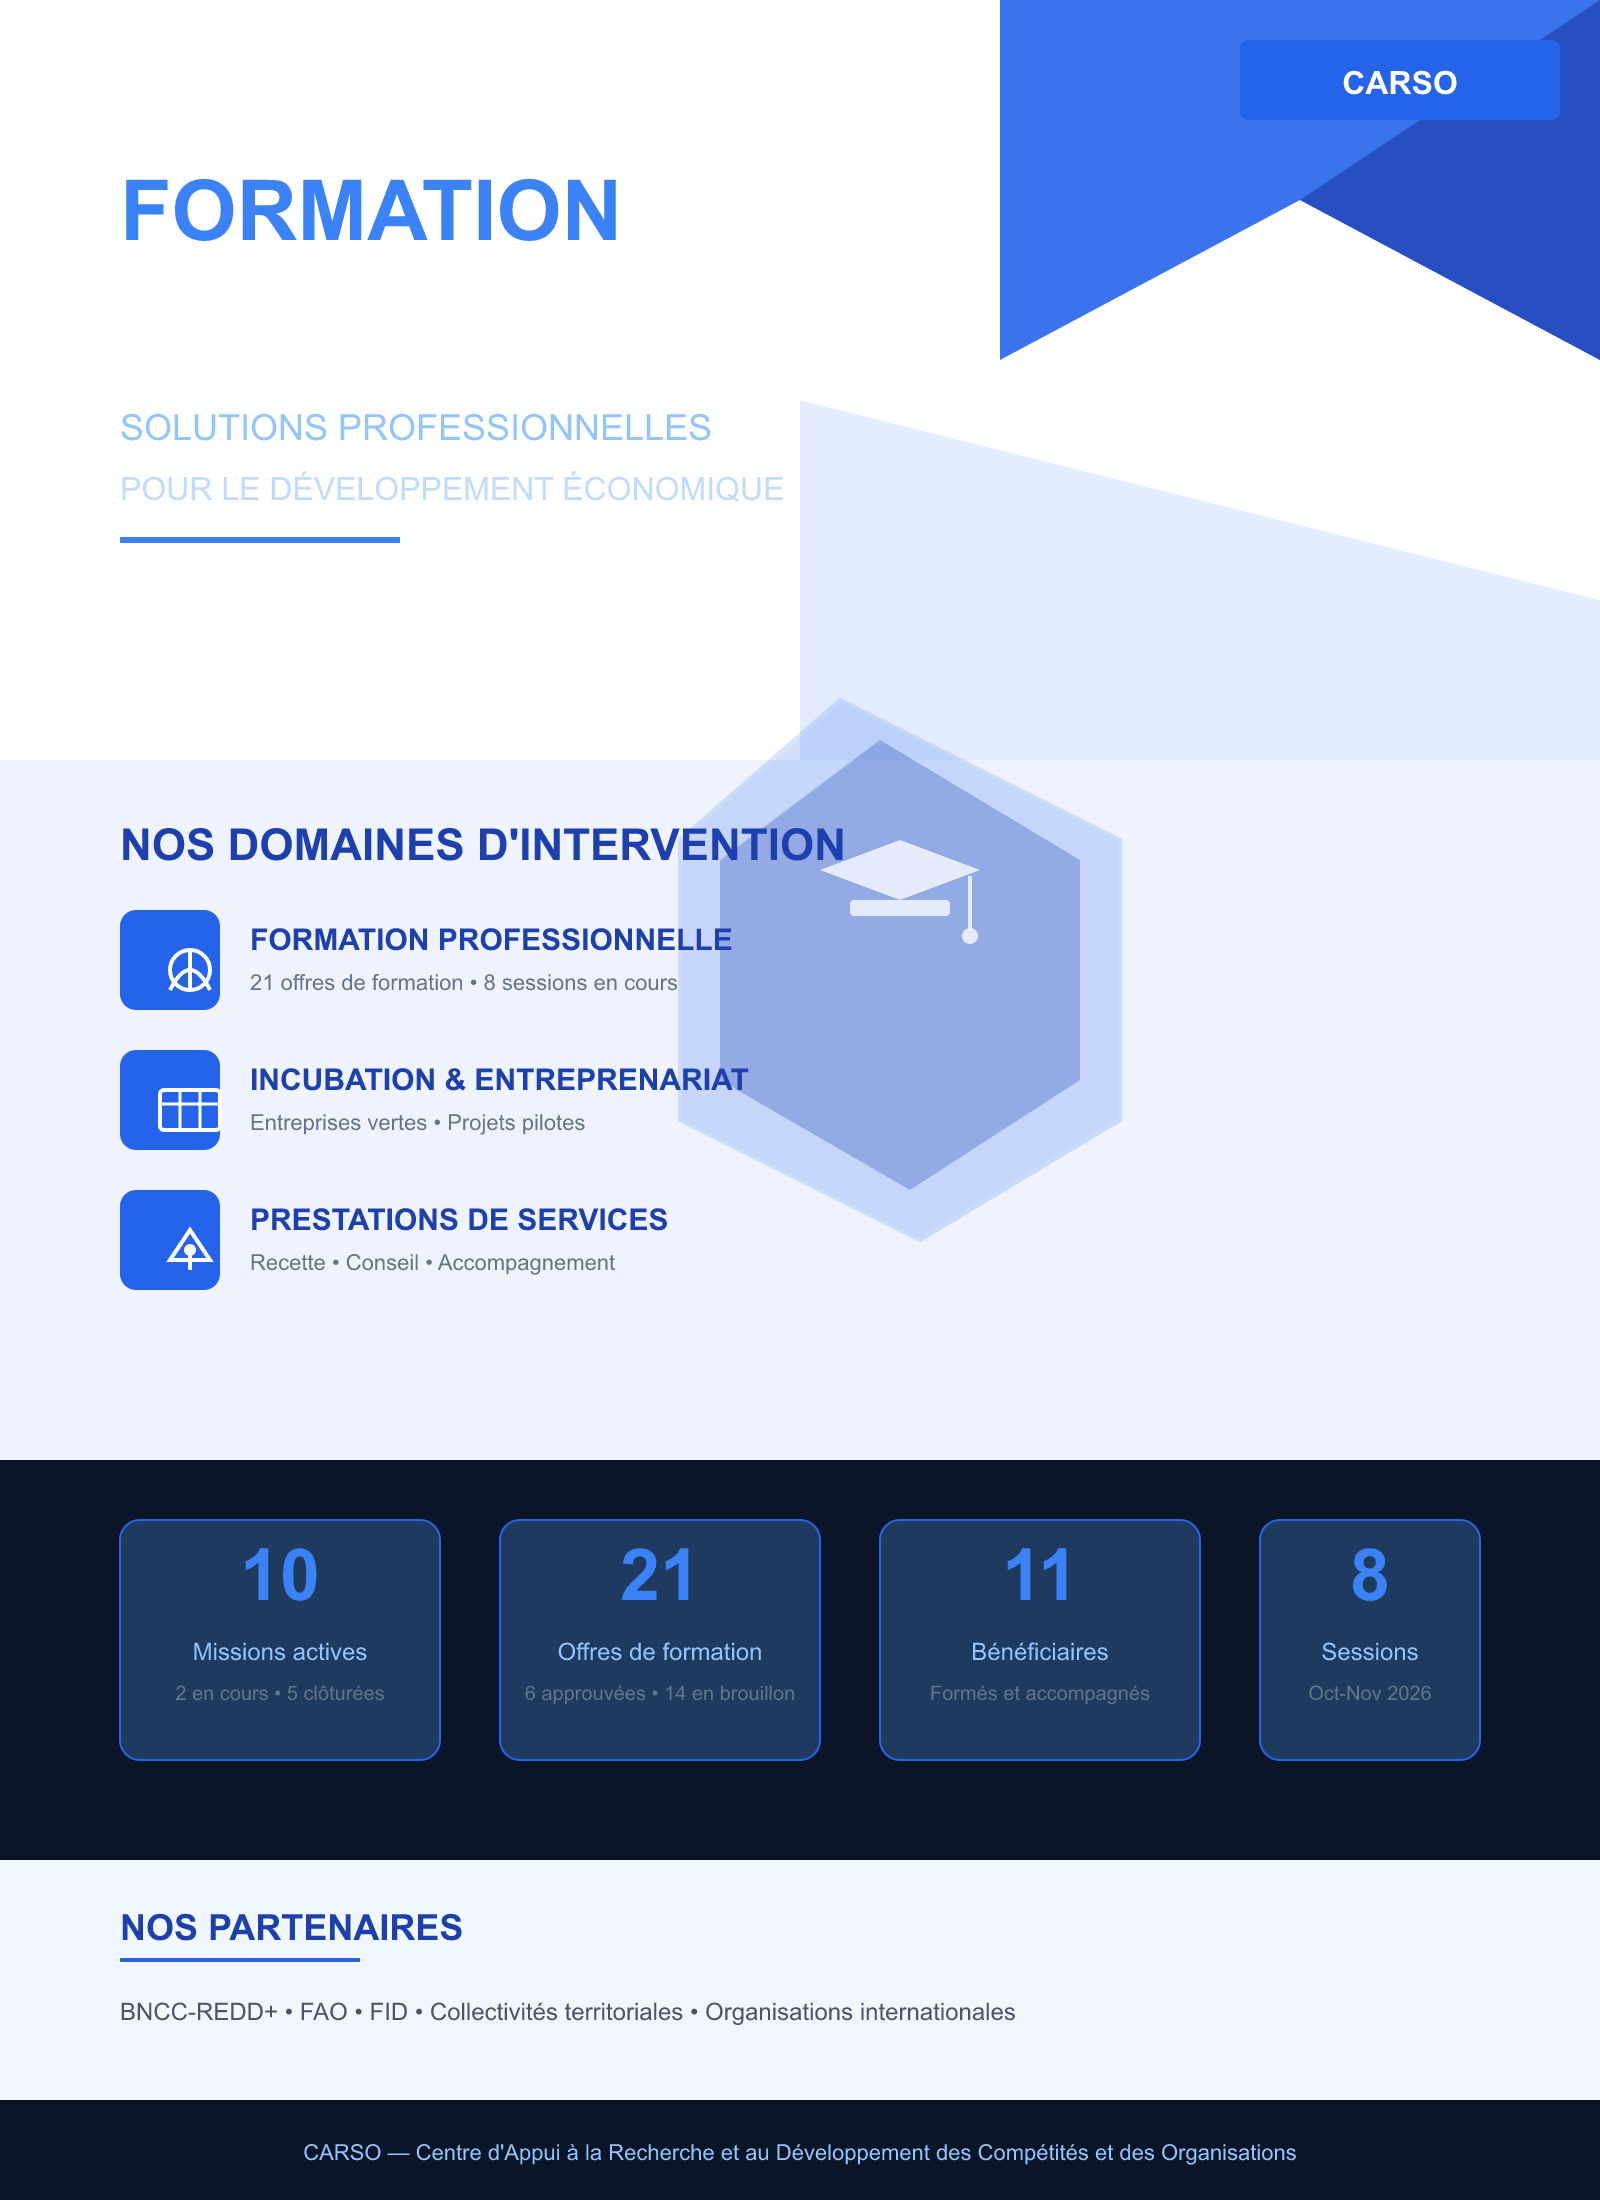 CARSO
FORMATION
SOLUTIONS PROFESSIONNELLES
POUR LE DÉVELOPPEMENT ÉCONOMIQUE
NOS DOMAINES D'INTERVENTION
FORMATION PROFESSIONNELLE
21 offres de formation • 8 sessions en cours
INCUBATION & ENTREPRENARIAT
Entreprises vertes • Projets pilotes
PRESTATIONS DE SERVICES
Recette • Conseil • Accompagnement
10
Missions actives
2 en cours • 5 clôturées
21
Offres de formation
6 approuvées • 14 en brouillon
11
Bénéficiaires
Formés et accompagnés
8
Sessions
Oct-Nov 2026
NOS PARTENAIRES
BNCC-REDD+ • FAO • FID • Collectivités territoriales • Organisations internationales
CARSO — Centre d'Appui à la Recherche et au Développement des Compétités et des Organisations